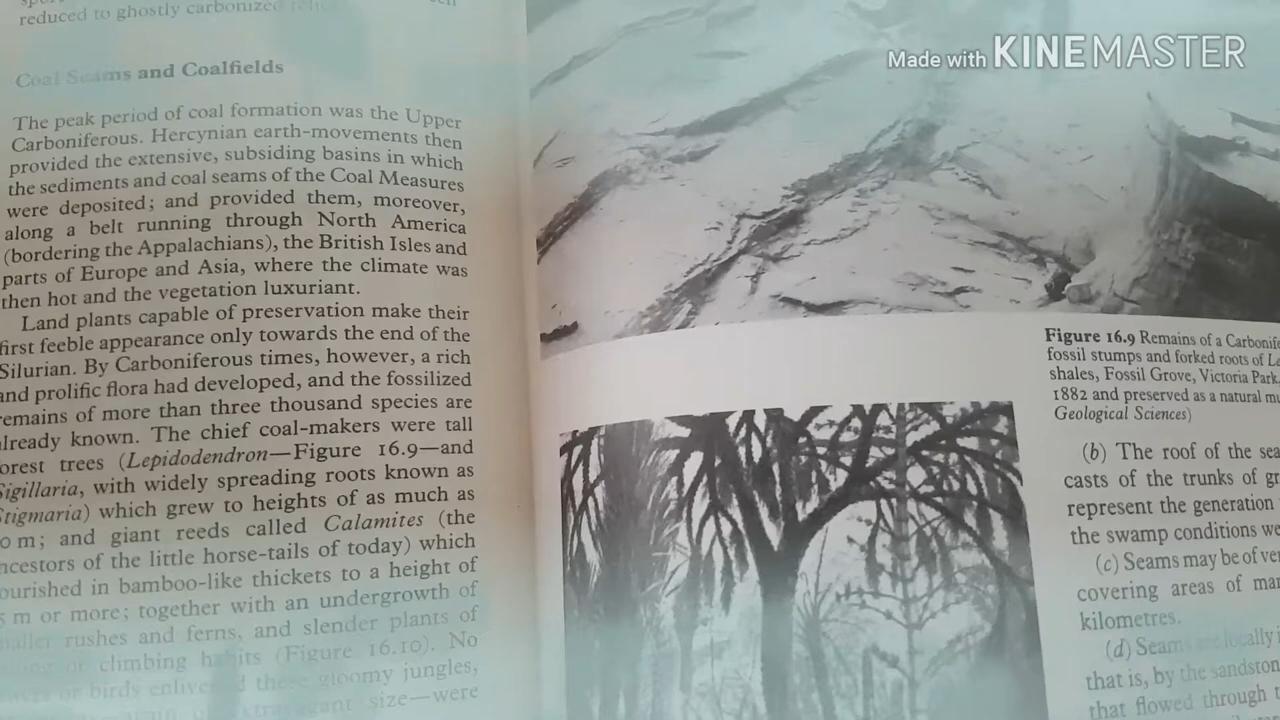 reduced to ghostly carbonized
Made with KINEMASTER
Coal Seams and Coalfields
The peak period of coal formation was the Upper
Carboniferous. Hercynian earth-movements then
provided the extensive, subsiding basins in which
the sediments and coal seams of the Coal Measures
were deposited; and provided them, moreover,
along a belt running through North America
(bordering the Appalachians), the British Isles and
parts of Europe and Asia, where the climate was
then hot and the vegetation luxuriant.
Land plants capable of preservation make their
first feeble appearance only towards the end of the
Silurian. By Carboniferous times, however, a rich
and prolific flora had developed, and the fossilized
remains of more than three thousand species are
already known. The chief coal-makers were tall
forest trees (Lepidodendron—Figure 16.9—and
Sigillaria, with widely spreading roots known as
Stigmaria) which grew to heights of as much as
m; and giant reeds called Calamites (the
ancestors of the little horse-tails of today) which
flourished in bamboo-like thickets to a height of
m or more; together with an undergrowth of
smaller rushes and ferns, and slender plants of
climbing habits (Figure 16.10). No
or birds enlivened these gloomy jungles,
size—were
Figure 16.9 Remains of a
fossil stumps and forked roots of
shales, Fossil Grove, Victoria Park,
1882 and preserved as a natural
Geological Sciences)
(b) The roof of the
casts of the trunks of
represent the generation
the swamp conditions
(c) Seams may be of
covering areas of
kilometres.
(d) Seams are locally
that is, by the
that flowed through